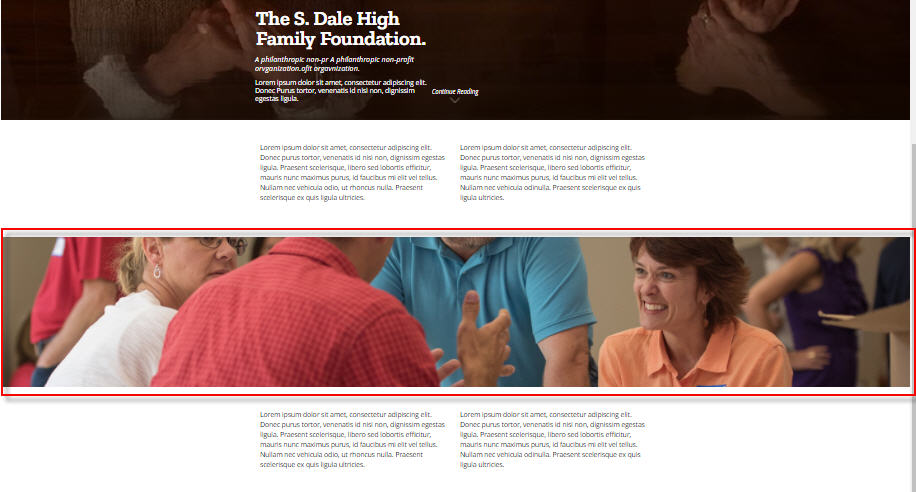 The S. Dale High
Family Foundation.
A philanthropic non-pr A philanthropic non-profit
orvganization.ofit orgavnization.
Lorem ipsum dolor sit amet, consectetur adipiscing elit.
Donec Purus tortor, venenatis id nisi non, dignissim
egestas ligula.
Continue Reading
Lorem ipsum dolor sit amet, consectetur adipiscing elit.
Donec purus tortor, venenatis id nisi non, dignissim egestas
ligula. Praesent scelerisque, libero sed lobortis efficitur,
mauris nunc maximus purus, id faucibus mi elit vel tellus.
Nullam nec vehicula odio, ut rhoncus nulla. Praesent
scelerisque ex quis ligula ultricies.
Lorem ipsum dolor sit amet, consectetur adipiscing elit.
Donec purus tortor, venenatis id nisi non, dignissim egestas
ligula. Praesent scelerisque, libero sed lobortis efficitur,
mauris nunc maximus purus, id faucibus mi elit vel tellus.
Nullam nec vehicula odinulla. Praesent scelerisque ex quis
ligula ultricies.
Lorem ipsum dolor sit amet, consectetur adipiscing elit.
Donec purus tortor, venenatis id nisi non, dignissim egestas
ligula. Praesent scelerisque, libero sed lobortis efficitur,
mauris nunc maximus purus, id faucibus mi elit vel tellus.
Nullam nec vehicula odio, ut rhoncus nulla. Praesent
scelerisque ex quis ligula ultricies.
Lorem ipsum dolor sit amet, consectetur adipiscing elit.
Donec purus tortor, venenatis id nisi non, dignissim egestas
ligula. Praesent scelerisque, libero sed lobortis efficitur,
mauris nunc maximus purus, id faucibus mi elit vel tellus.
Nullam nec vehicula odinulla. Praesent scelerisque ex quis
ligula ultricies.